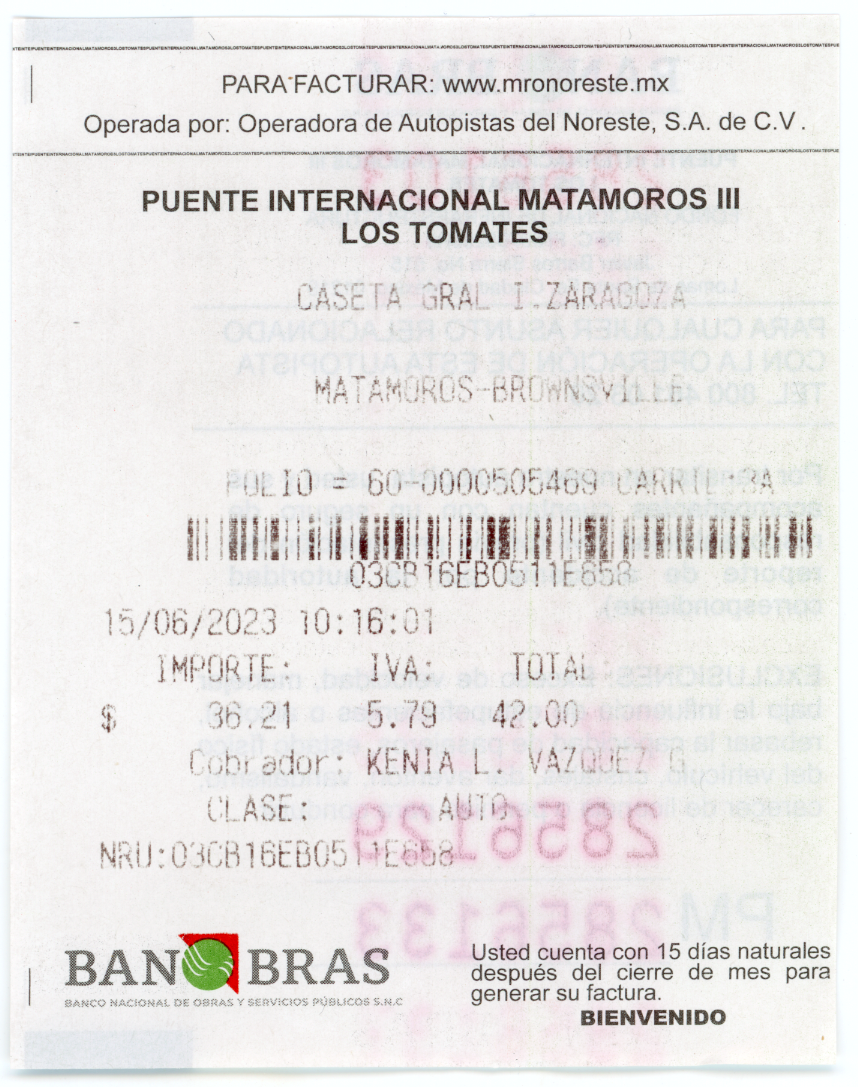 PARA FACTURAR: www.mronoreste.mx
Operada por: Operadora de Autopistas del Noreste, S.A. de C.V.
PUENTE INTERNACIONAL MATAMOROS III
LOS TOMATES
CASETA GRAL I.ZARAGOZA
MATAMOROS-BROWNSVILLE
FOLIO = 60-0000505469 CARRIL:
03CB16EB0511E658
15/06/2023 10:16:01
IMPORTE: IVA: TOTAL:
$ 36.21 5.79 42.00
Cobrador: KENIA L. VAZQUEZ G
CLASE: AUTO
NRU:03CB16EB0511E658
BANOBRAS
BANCO NACIONAL DE OBRAS Y SERVICIOS PÚBLICOS S.N.C
Usted cuenta con 15 días naturales
después del cierre de mes para
generar su factura.
BIENVENIDO